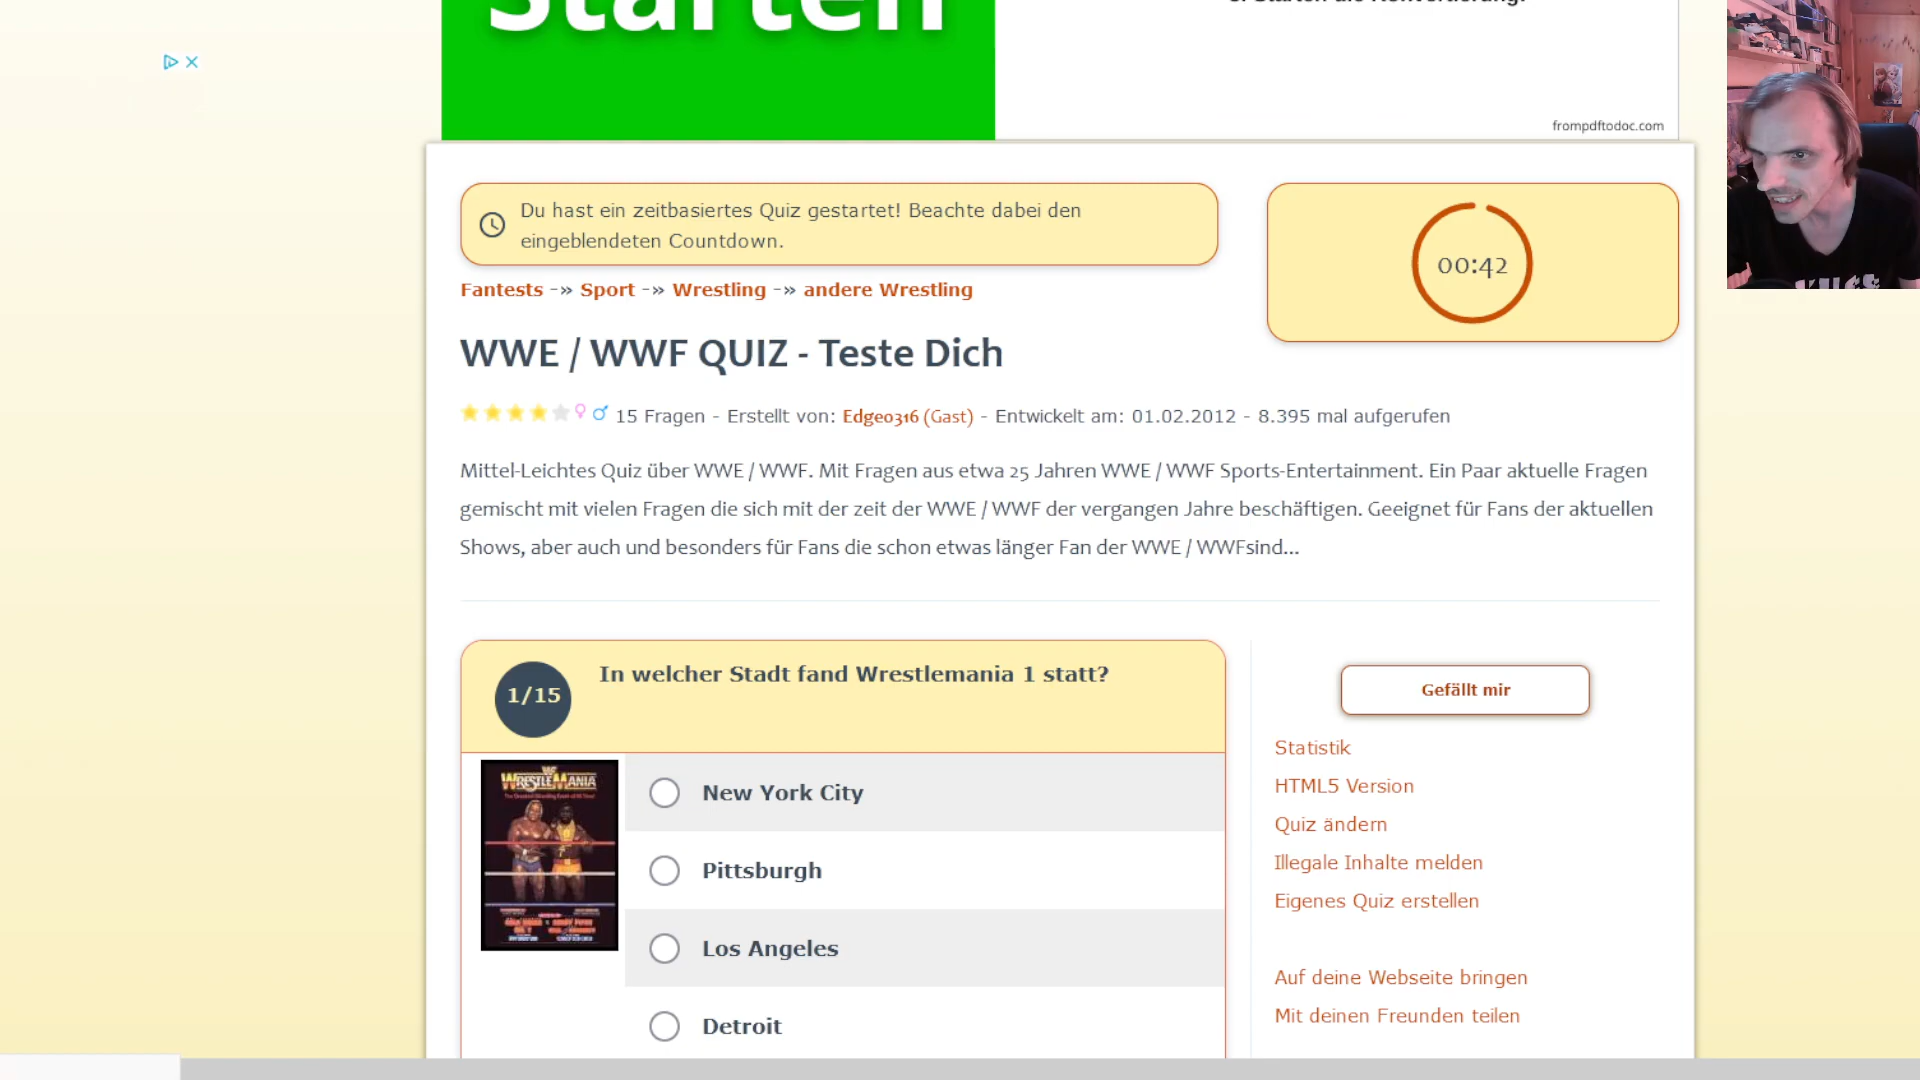 Starten
frompdftodoc.com
Du hast ein zeitbasiertes Quiz gestartet! Beachte dabei den
eingeblendeten Countdown.
00:42
Fantests -» Sport -» Wrestling -» andere Wrestling
WWE / WWF QUIZ - Teste Dich
15 Fragen - Erstellt von: Edge0316 (Gast) - Entwickelt am: 01.02.2012 - 8.395 mal aufgerufen
Mittel-Leichtes Quiz über WWE / WWF. Mit Fragen aus etwa 25 Jahren WWE / WWF Sports-Entertainment. Ein Paar aktuelle Fragen
gemischt mit vielen Fragen die sich mit der zeit der WWE / WWF der vergangen Jahre beschäftigen. Geeignet für Fans der aktuellen
Shows, aber auch und besonders für Fans die schon etwas länger Fan der WWE / WWFsind...
1/15
In welcher Stadt fand Wrestlemania 1 statt?
WRESTLEMANIA
New York City
Pittsburgh
Los Angeles
Detroit
Gefällt mir
Statistik
HTML5 Version
Quiz ändern
Illegale Inhalte melden
Eigenes Quiz erstellen
Auf deine Webseite bringen
Mit deinen Freunden teilen